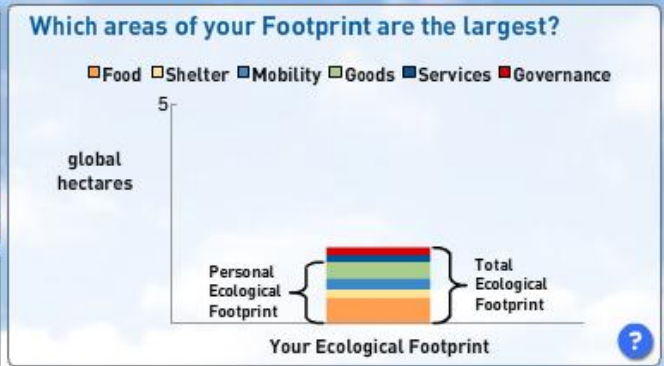 Which areas of your Footprint are the largest?
Food Shelter Mobility Goods Services Governance
5
global
hectares
Personal
Ecological
Footprint
Total
Ecological
Footprint
Your Ecological Footprint
?